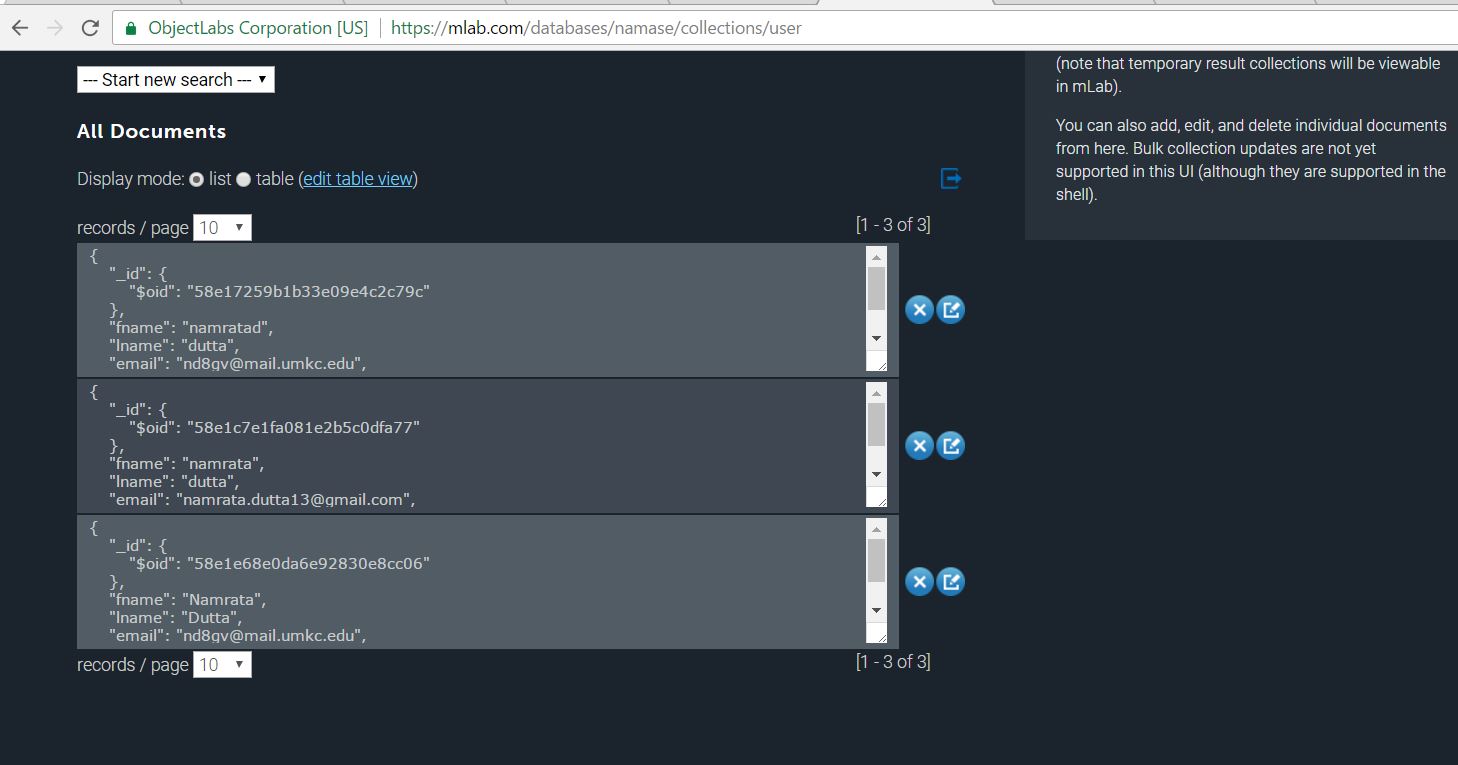 ObjectLabs Corporation [US] https://mlab.com/databases/namase/collections/user
--- Start new search ---
All Documents
Display mode: list table (edit table view)
records / page 10
[1 - 3 of 3]
{
"_id": {
"$oid": "58e17259b1b33e09e4c2c79c"
},
"fname": "namratad",
"lname": "dutta",
"email": "nd8gv@mail.umkc.edu",
{
"_id": {
"$oid": "58e1c7e1fa081e2b5c0dfa77"
},
"fname": "namrata",
"lname": "dutta",
"email": "namrata.dutta13@gmail.com",
{
"_id": {
"$oid": "58e1e68e0da6e92830e8cc06"
},
"fname": "Namrata",
"lname": "Dutta",
"email": "nd8gv@mail.umkc.edu",
records / page 10
[1 - 3 of 3]
(note that temporary result collections will be viewable
in mLab).
You can also add, edit, and delete individual documents
from here. Bulk collection updates are not yet
supported in this UI (although they are supported in the
shell).